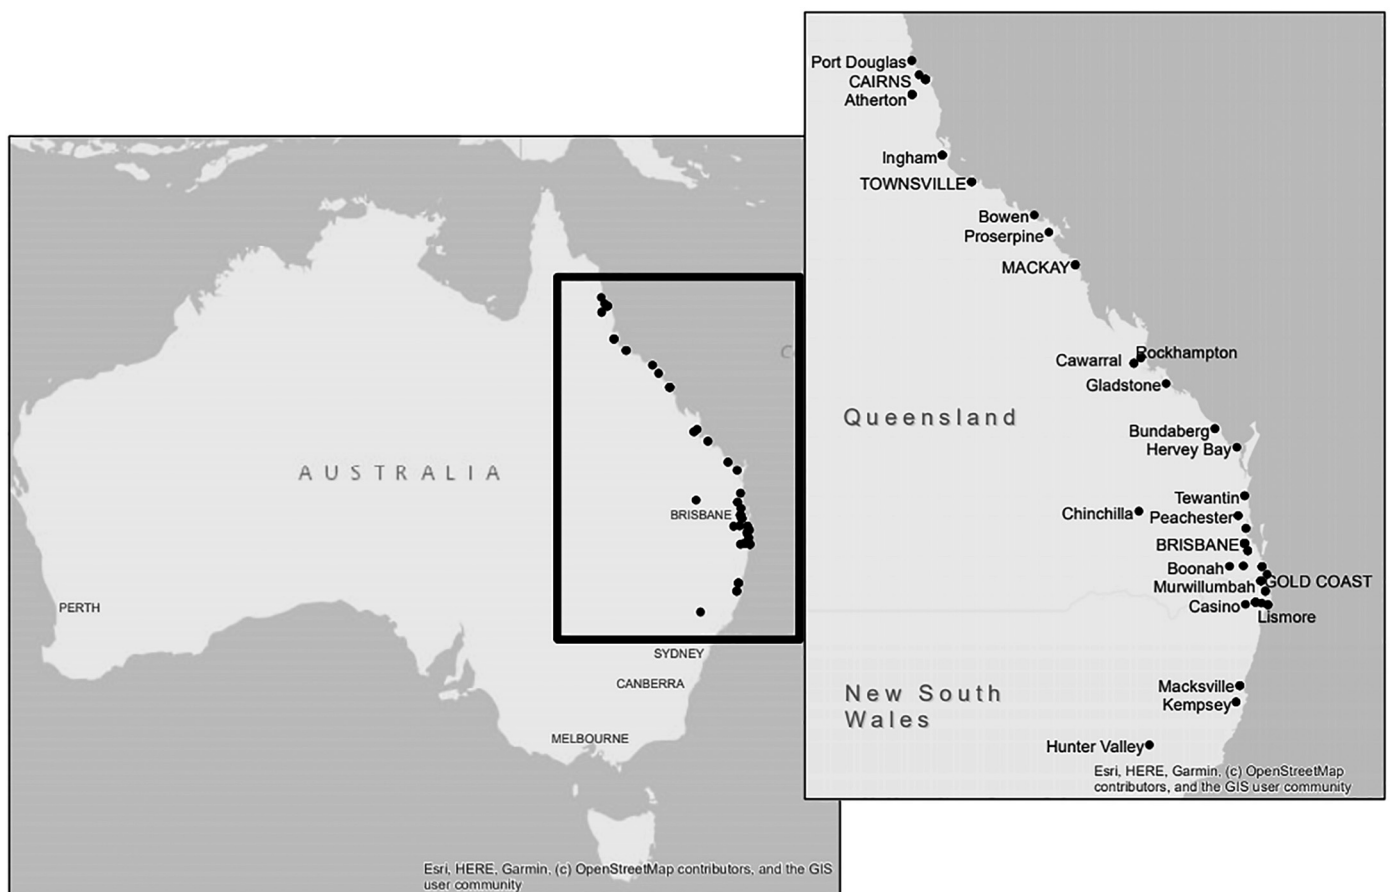 AUSTRALIA
BRISBANE
PERTH
SYDNEY
CANBERRA
MELBOURNE
Esri, HERE, Garmin, (c) OpenStreetMap contributors, and the GIS
user community
Port Douglas
CAIRNS
Atherton
Ingham
TOWNSVILLE
Bowen
Proserpine
MACKAY
Rockhampton
Cawarral
Gladstone
Queensland
Bundaberg
Hervey Bay
Tewantin
Chinchilla
Peachester
BRISBANE
Boonah
GOLD COAST
Murwillumbah
Casino
Lismore
New South
Wales
Macksville
Kempsey
Hunter Valley
Esri, HERE, Garmin, (c) OpenStreetMap
contributors, and the GIS user community